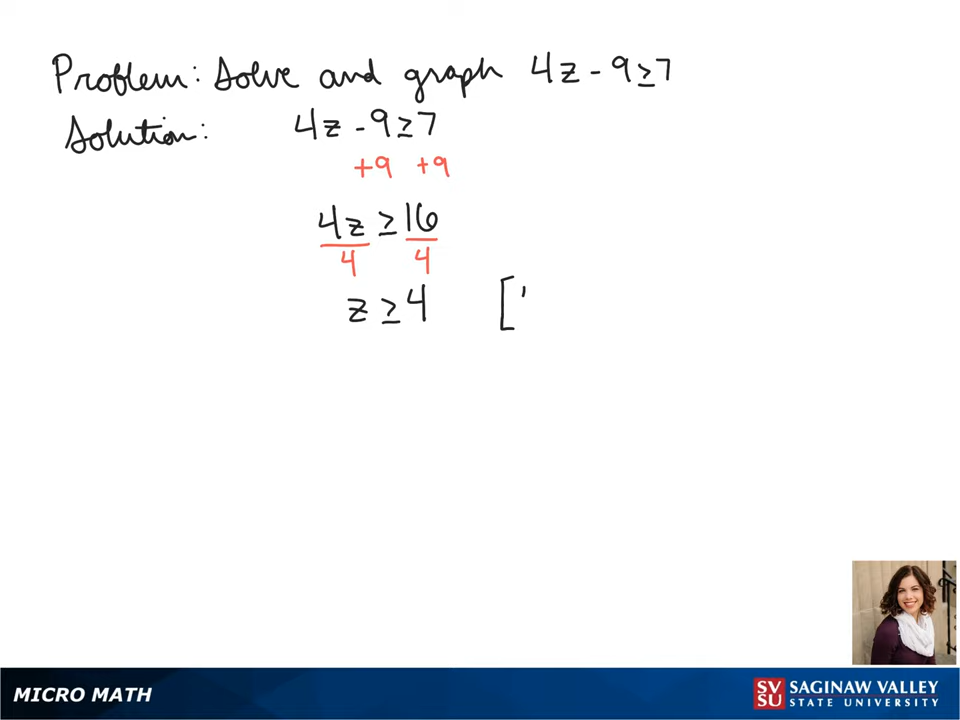 Problem: Solve and graph 4z - 9 ≥ 7
Solution: 4z - 9 ≥ 7
+9 +9
4z ≥ 16
4 4
z ≥ 4 [
MICRO MATH
SV SU SAGINAW VALLEY
STATE UNIVERSITY